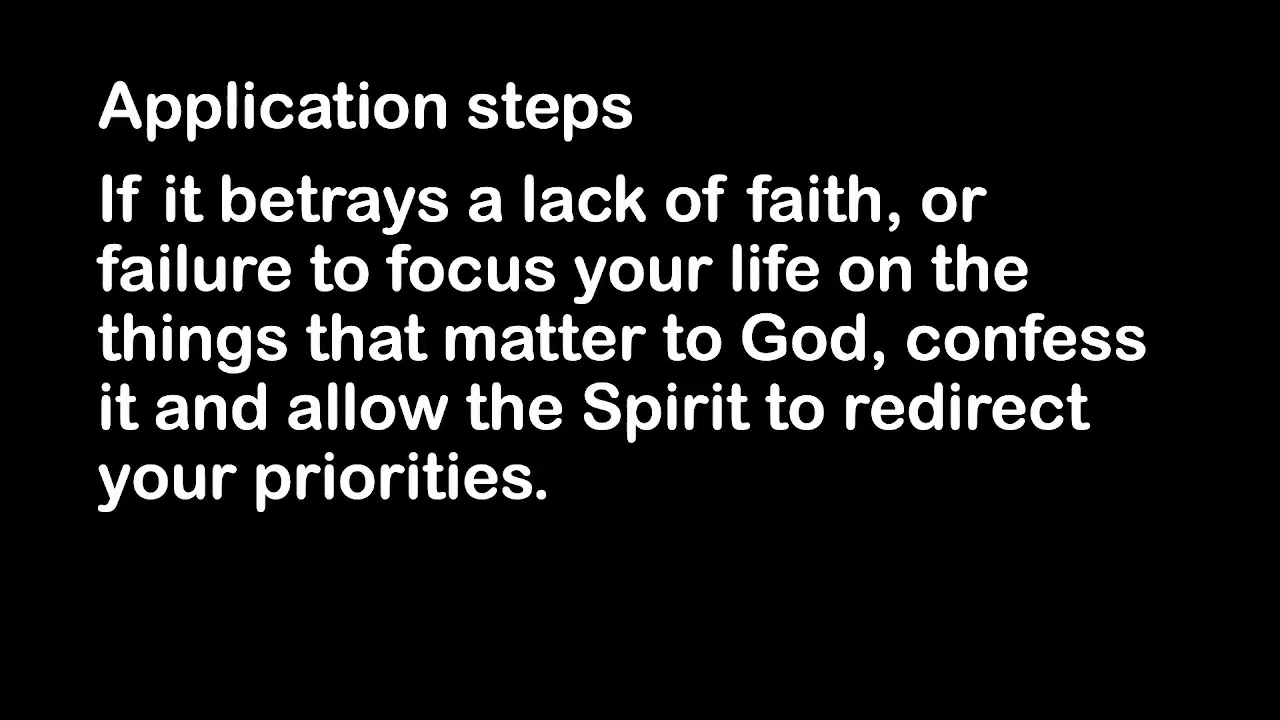 Application steps
If it betrays a lack of faith, or
failure to focus your life on the
things that matter to God, confess
it and allow the Spirit to redirect
your priorities.